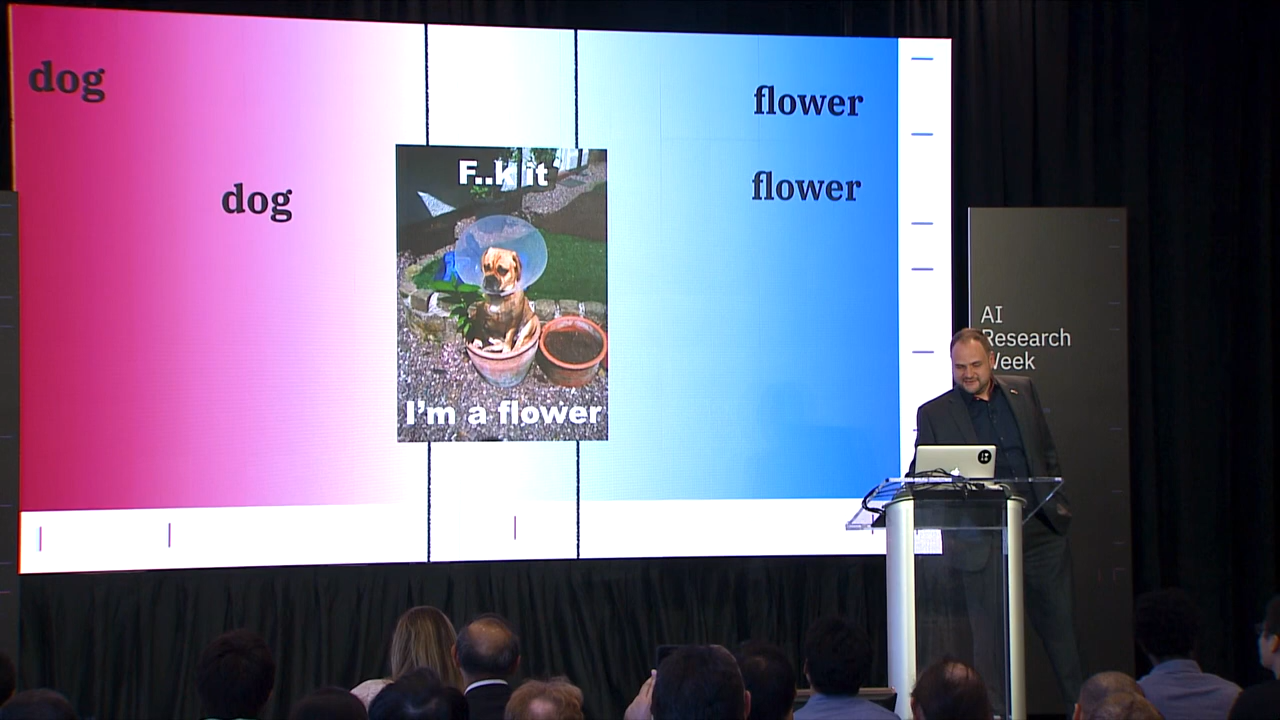 dog
flower
F..k it
dog
flower
I'm a flower
AI
Research
Week